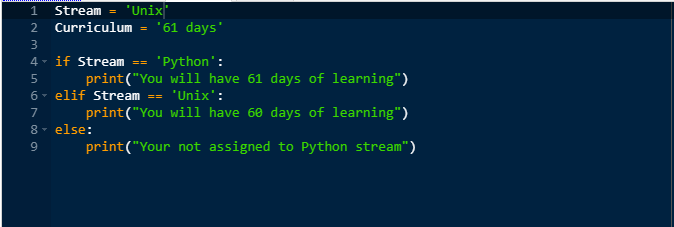 1 Stream = 'Unix'
2 Curriculum = '61 days'
3
4 if Stream == 'Python':
5     print("You will have 61 days of learning")
6 elif Stream == 'Unix':
7     print("You will have 60 days of learning")
8 else:
9     print("Your not assigned to Python stream")